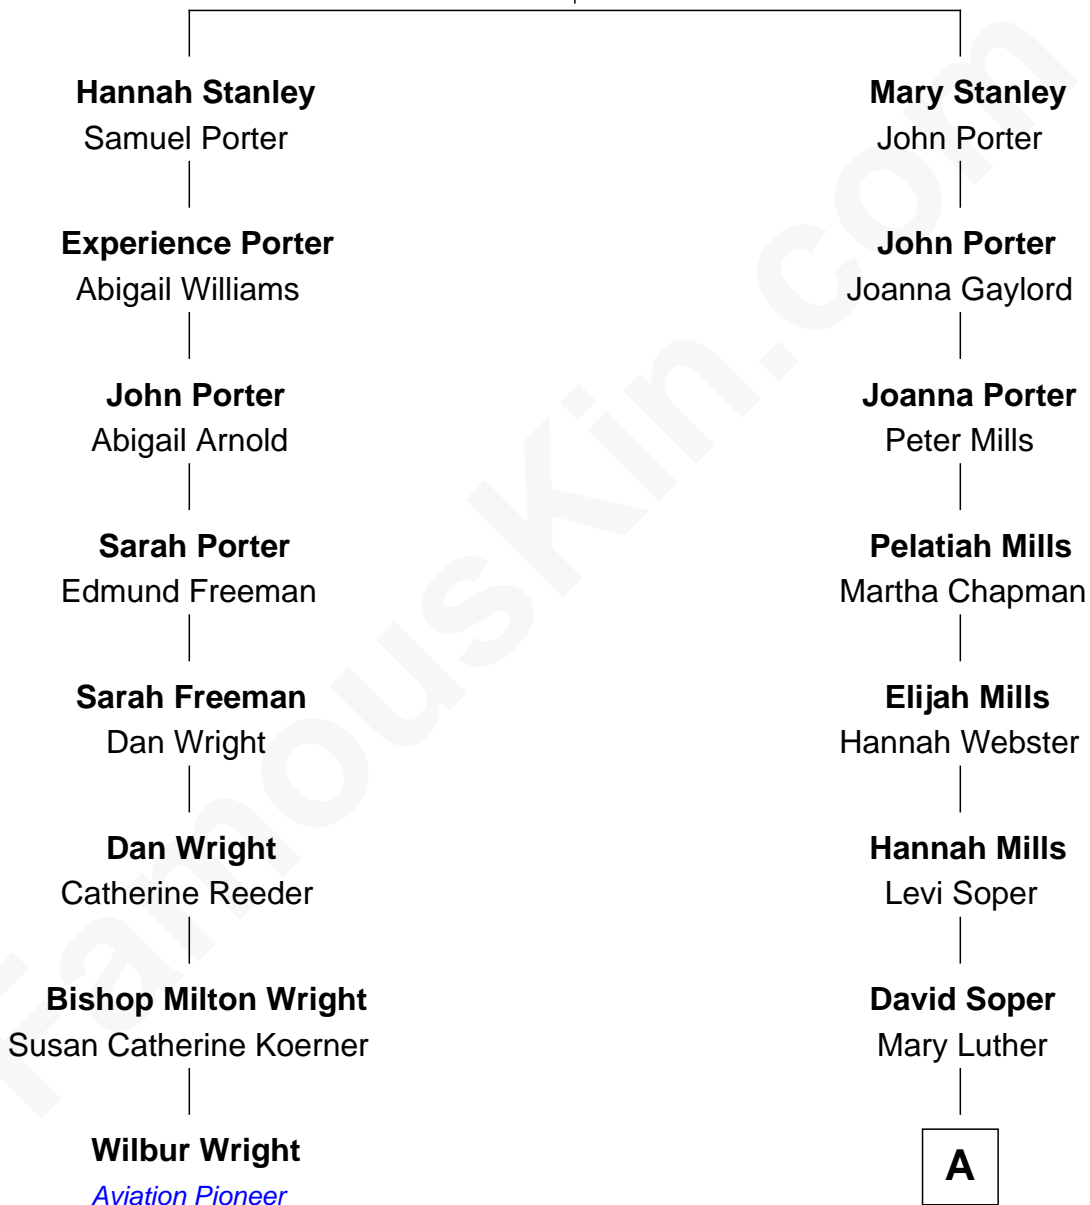 Hannah Stanley
Samuel Porter
Mary Stanley
John Porter
Experience Porter
Abigail Williams
John Porter
Joanna Gaylord
John Porter
Abigail Arnold
Joanna Porter
Peter Mills
Sarah Porter
Edmund Freeman
Pelatiah Mills
Martha Chapman
Sarah Freeman
Dan Wright
Elijah Mills
Hannah Webster
Dan Wright
Catherine Reeder
Hannah Mills
Levi Soper
Bishop Milton Wright
Susan Catherine Koerner
David Soper
Mary Luther
Wilbur Wright
Aviation Pioneer
A
FamousKin.com